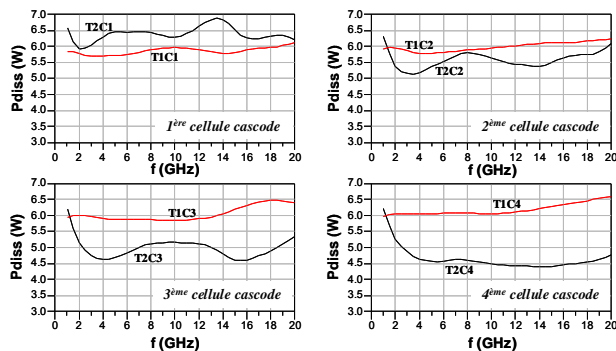 7.0
6.5
6.0
5.5
5.0
4.5
4.0
3.5
3.0
Pdiss (W)
T2C1
T1C1
1ère cellule cascode
0 2 4 6 8 10 12 14 16 18 20
f (GHz)
7.0
6.5
6.0
5.5
5.0
4.5
4.0
3.5
3.0
Pdiss (W)
T1C2
T2C2
2ème cellule cascode
0 2 4 6 8 10 12 14 16 18 20
f (GHz)
7.0
6.5
6.0
5.5
5.0
4.5
4.0
3.5
3.0
Pdiss (W)
T1C3
T2C3
3ème cellule cascode
0 2 4 6 8 10 12 14 16 18 20
f (GHz)
7.0
6.5
6.0
5.5
5.0
4.5
4.0
3.5
3.0
Pdiss (W)
T1C4
T2C4
4ème cellule cascode
0 2 4 6 8 10 12 14 16 18 20
f (GHz)